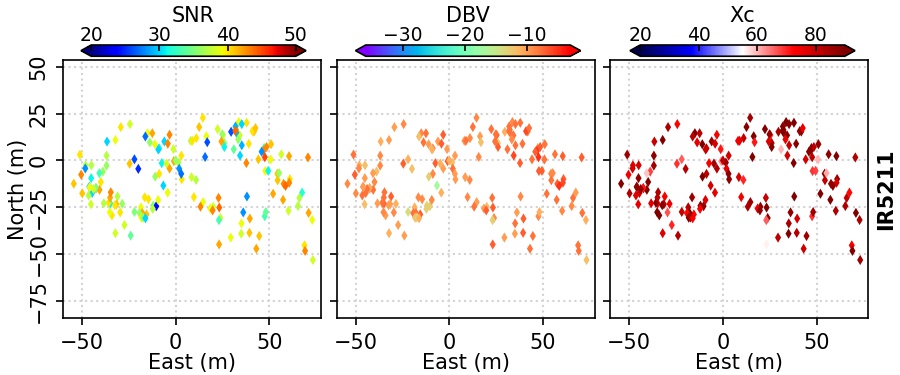 SNR DBV Xc
20 30 40 50 −30 −20 −10 20 40 60 80
50
25
0
−25
−50
−75
North (m)
IR5211
−50 0 50 −50 0 50 −50 0 50
East (m) East (m) East (m)